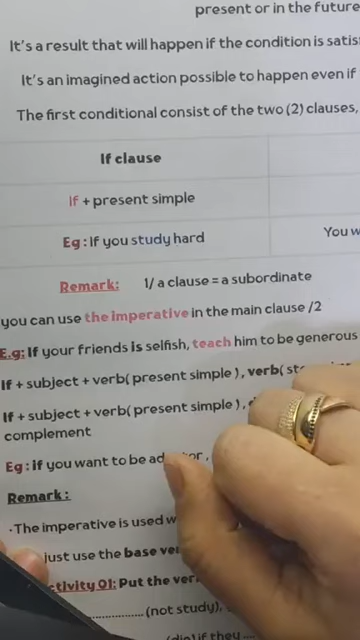 present or in the future
It's a result that will happen if the condition is satis
It's an imagined action possible to happen even if
The first conditional consist of the two (2) clauses,
If clause
If + present simple
Eg : if you study hard
You w
Remark: 1/ a clause = a subordinate
you can use the imperative in the main clause /2
E.g: If your friends is selfish, teach him to be generous
If + subject + verb( present simple ), verb( st
If + subject + verb( present simple ),
complement
Eg : if you want to be ad
Remark :
·The imperative is used w
just use the base ve
tivity 01: Put the ver
............... (not study),
(die) if they ...